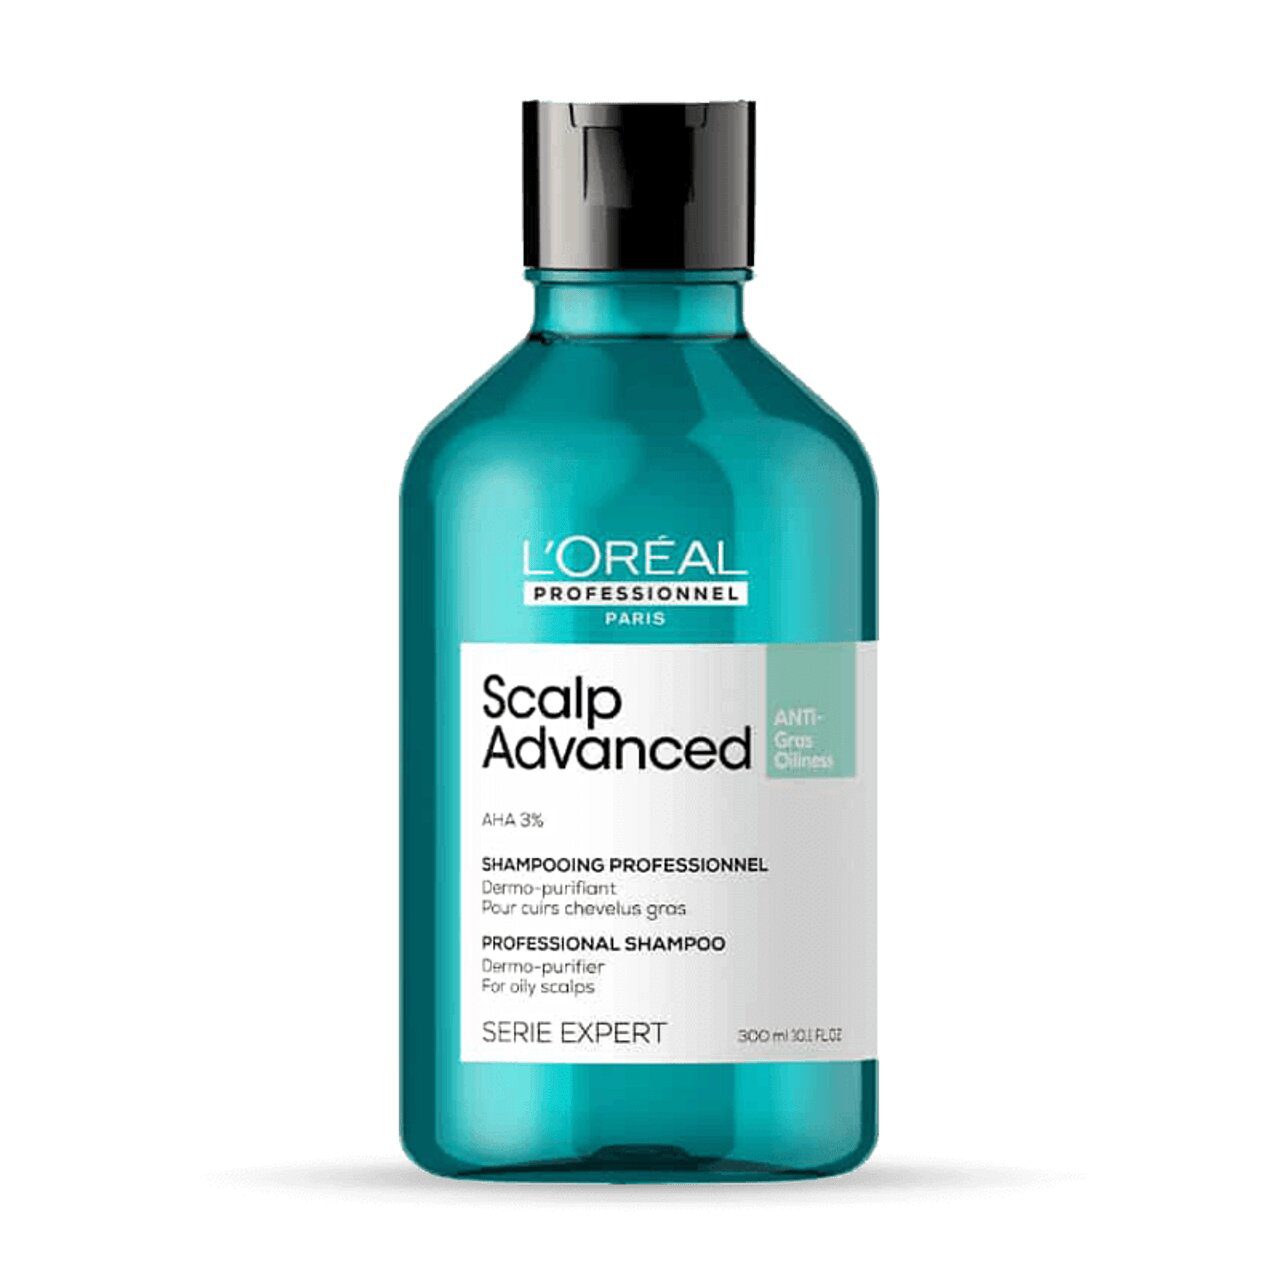 L'ORÉAL
PROFESSIONNEL
PARIS
Scalp
Advanced
ANTI-
Gras
Oiliness
AHA 3%
SHAMPOOING PROFESSIONNEL
Dermo-purifiant
Pour cuirs chevelus gras
PROFESSIONAL SHAMPOO
Dermo-purifier
For oily scalps
SERIE EXPERT
300 ml 10.1 FL.OZ